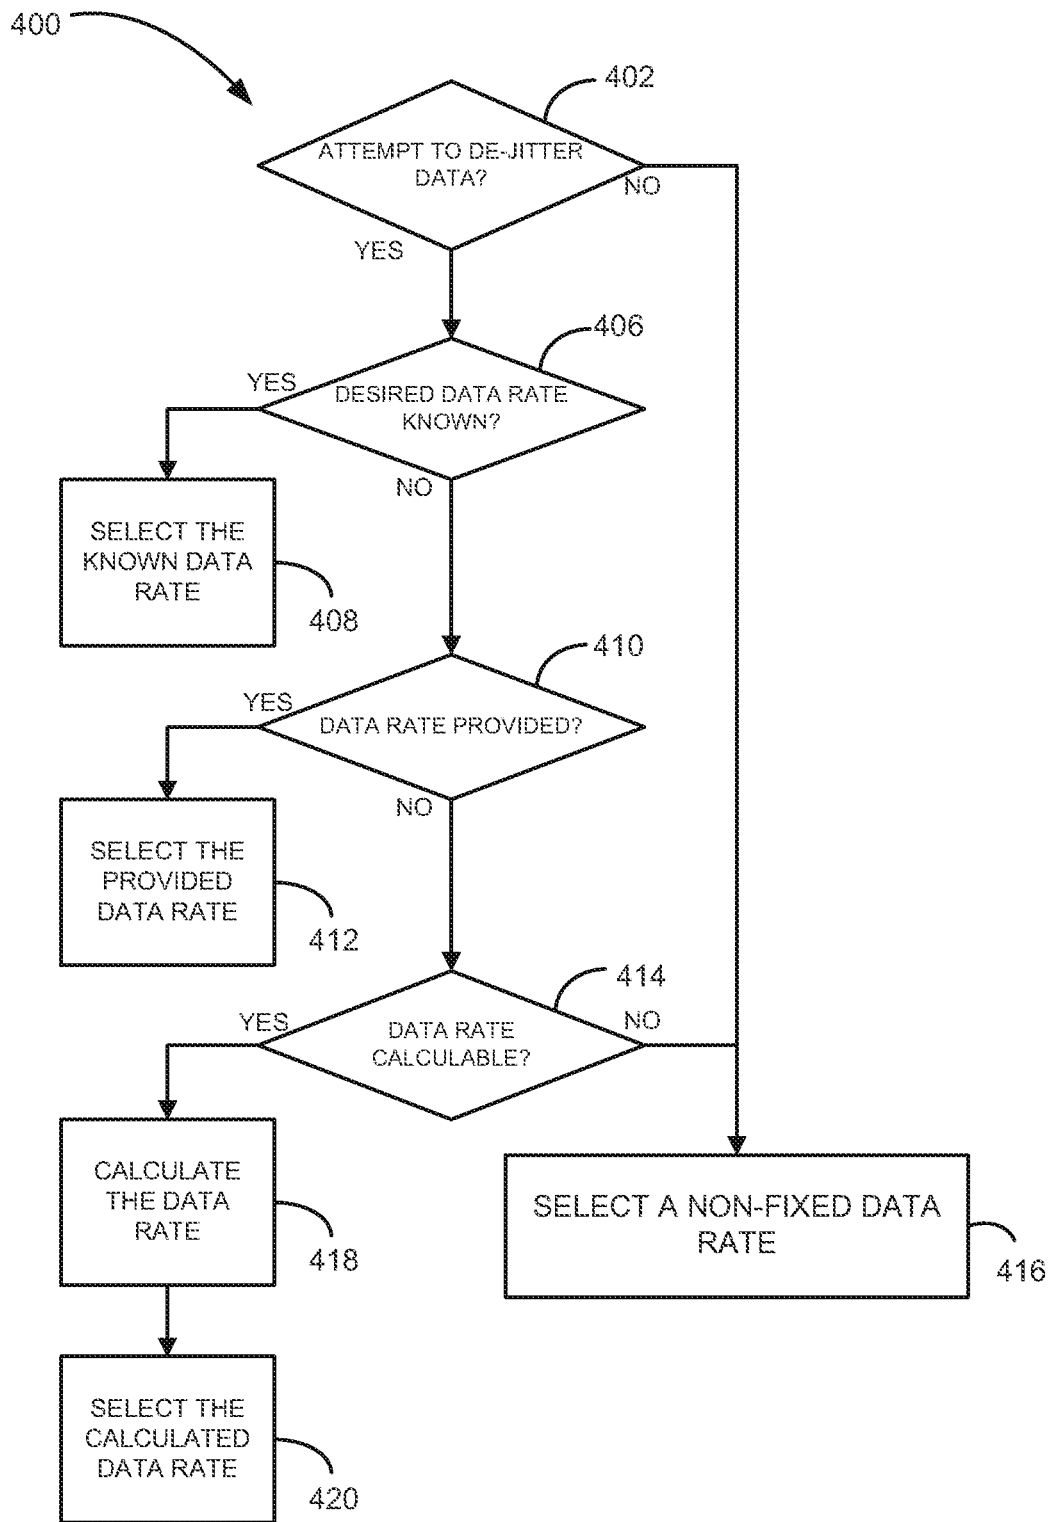 400
402
ATTEMPT TO DE-JITTER
DATA?
NO
YES
406
YES
DESIRED DATA RATE
KNOWN?
NO
SELECT THE
KNOWN DATA
RATE
408
410
YES
DATA RATE PROVIDED?
NO
SELECT THE
PROVIDED
DATA RATE
412
414
YES
NO
DATA RATE
CALCULABLE?
CALCULATE
THE DATA
RATE
418
SELECT A NON-FIXED DATA
RATE
416
SELECT THE
CALCULATED
DATA RATE
420